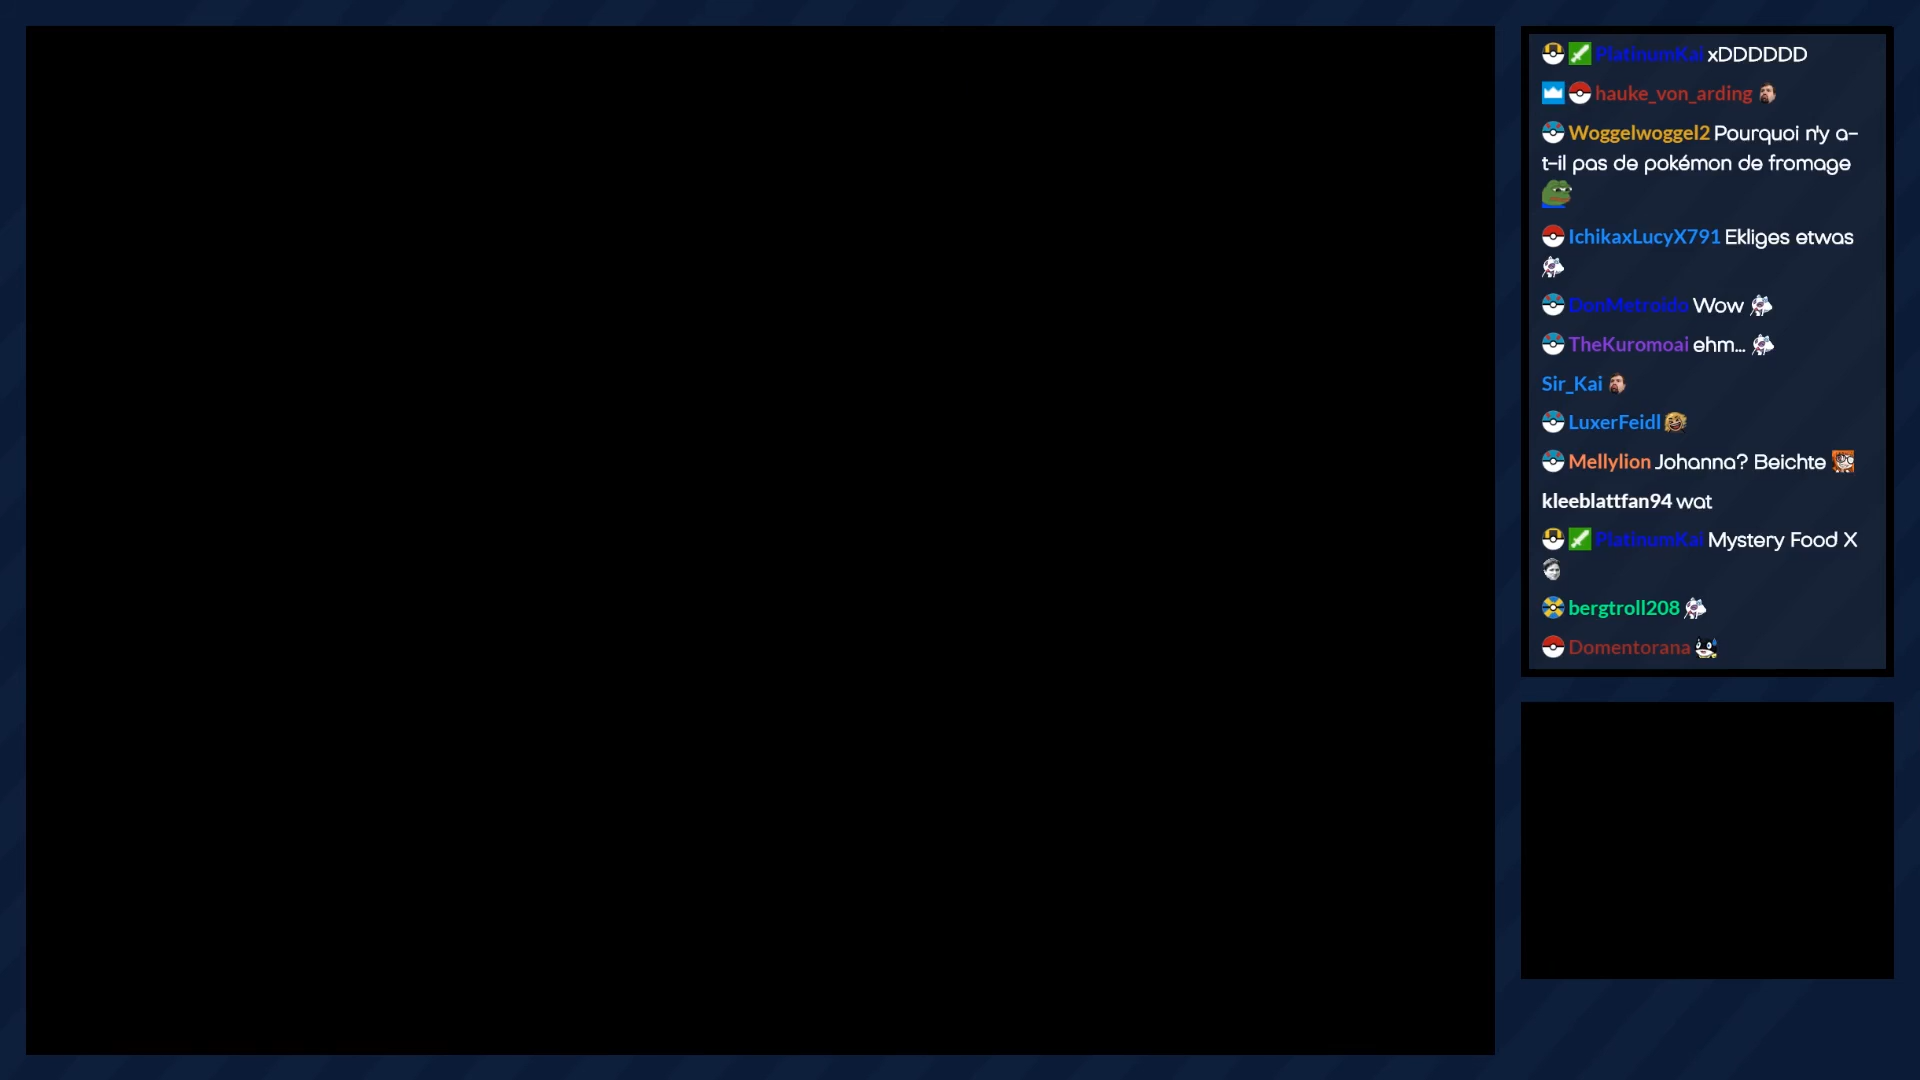 PlatinumKai xDDDDDD
hauke_von_arding
Woggelwoggel2 Pourquoi n'y a-
t-il pas de pokémon de fromage
IchikaxLucyX791 Ekliges etwas
DonMetroido Wow
TheKuromoai ehm...
Sir_Kai
LuxerFeidl
Mellylion Johanna? Beichte
kleeblattfan94 wat
PlatinumKai Mystery Food X
bergtroll208
Domentorana